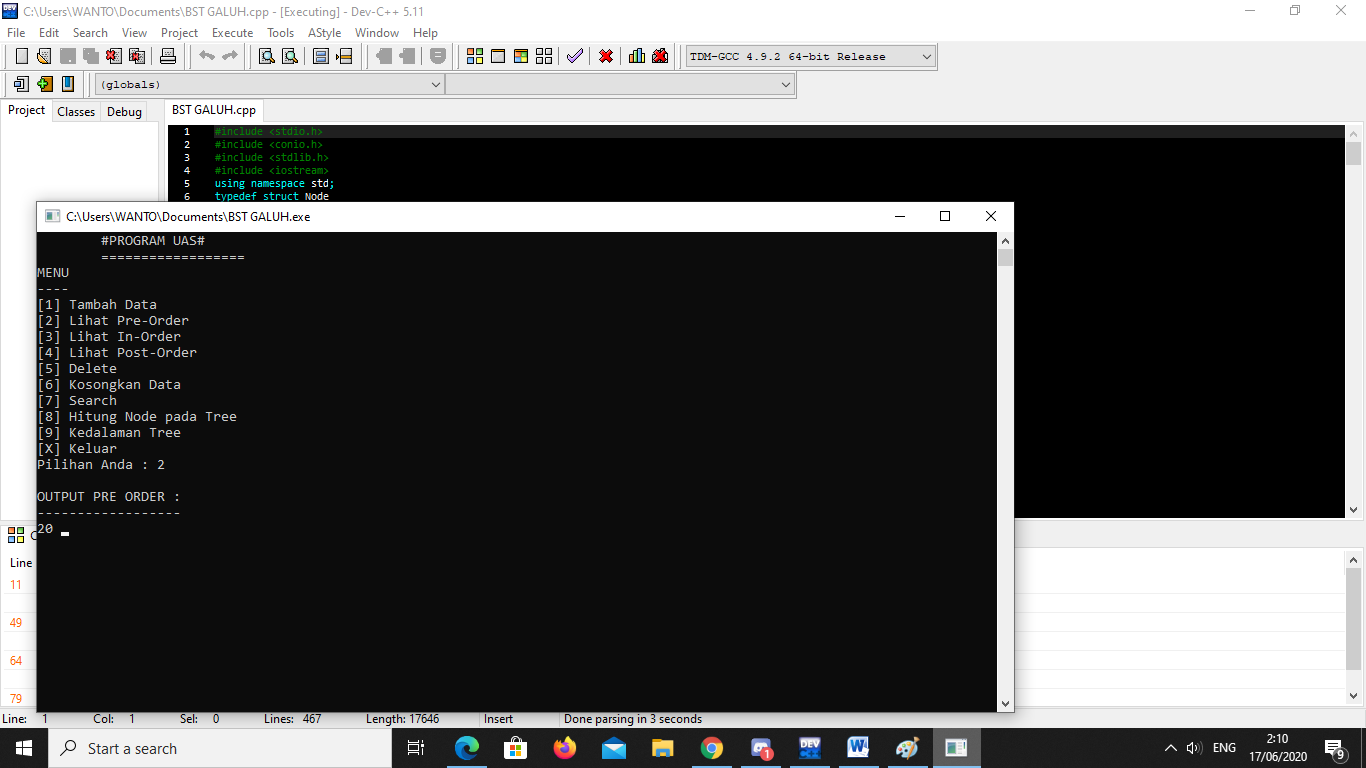 C:\Users\WANTO\Documents\BST GALUH.cpp - [Executing] - Dev-C++ 5.11
File Edit Search View Project Execute Tools AStyle Window Help
TDM-GCC 4.9.2 64-bit Release
(globals)
Project Classes Debug BST GALUH.cpp
1 #include <stdio.h>
2 #include <conio.h>
3 #include <stdlib.h>
4 #include <iostream>
5 using namespace std;
6 typedef struct Node
C:\Users\WANTO\Documents\BST GALUH.exe
#PROGRAM UAS#
==================
MENU
----
[1] Tambah Data
[2] Lihat Pre-Order
[3] Lihat In-Order
[4] Lihat Post-Order
[5] Delete
[6] Kosongkan Data
[7] Search
[8] Hitung Node pada Tree
[9] Kedalaman Tree
[X] Keluar
Pilihan Anda : 2
OUTPUT PRE ORDER :
------------------
20
Line
11
49
64
79
Line: 1 Col: 1 Sel: 0 Lines: 467 Length: 17646 Insert Done parsing in 3 seconds
Start a search
ENG
2:10
17/06/2020
9